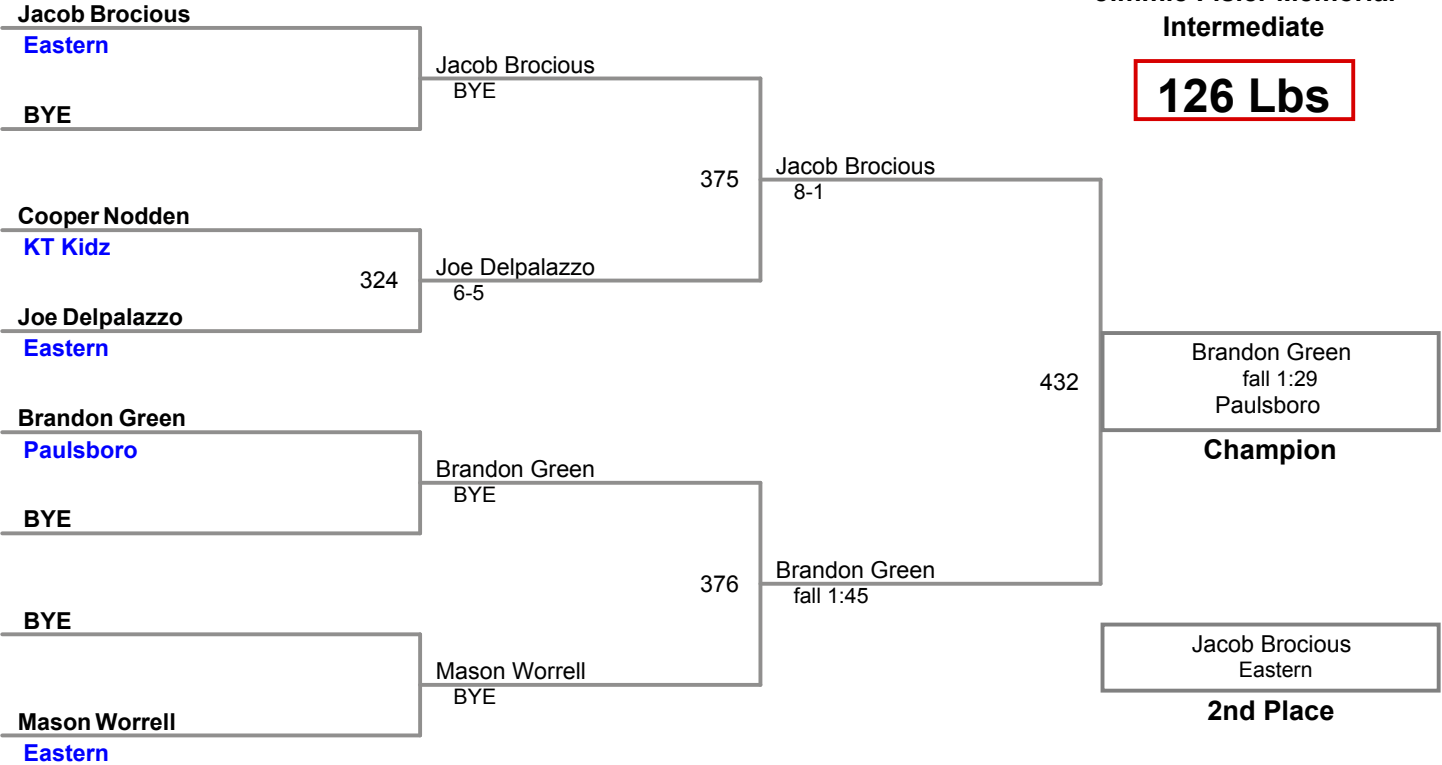 Intermediate
126 Lbs
Jacob Brocious
Eastern
BYE
Jacob Brocious
BYE
375
Jacob Brocious
8-1
Cooper Nodden
KT Kidz
324
Joe Delpalazzo
6-5
Joe Delpalazzo
Eastern
432
Brandon Green
fall 1:29
Paulsboro
Champion
Brandon Green
Paulsboro
BYE
Brandon Green
BYE
376
Brandon Green
fall 1:45
BYE
Mason Worrell
BYE
Mason Worrell
Eastern
Jacob Brocious
Eastern
2nd Place